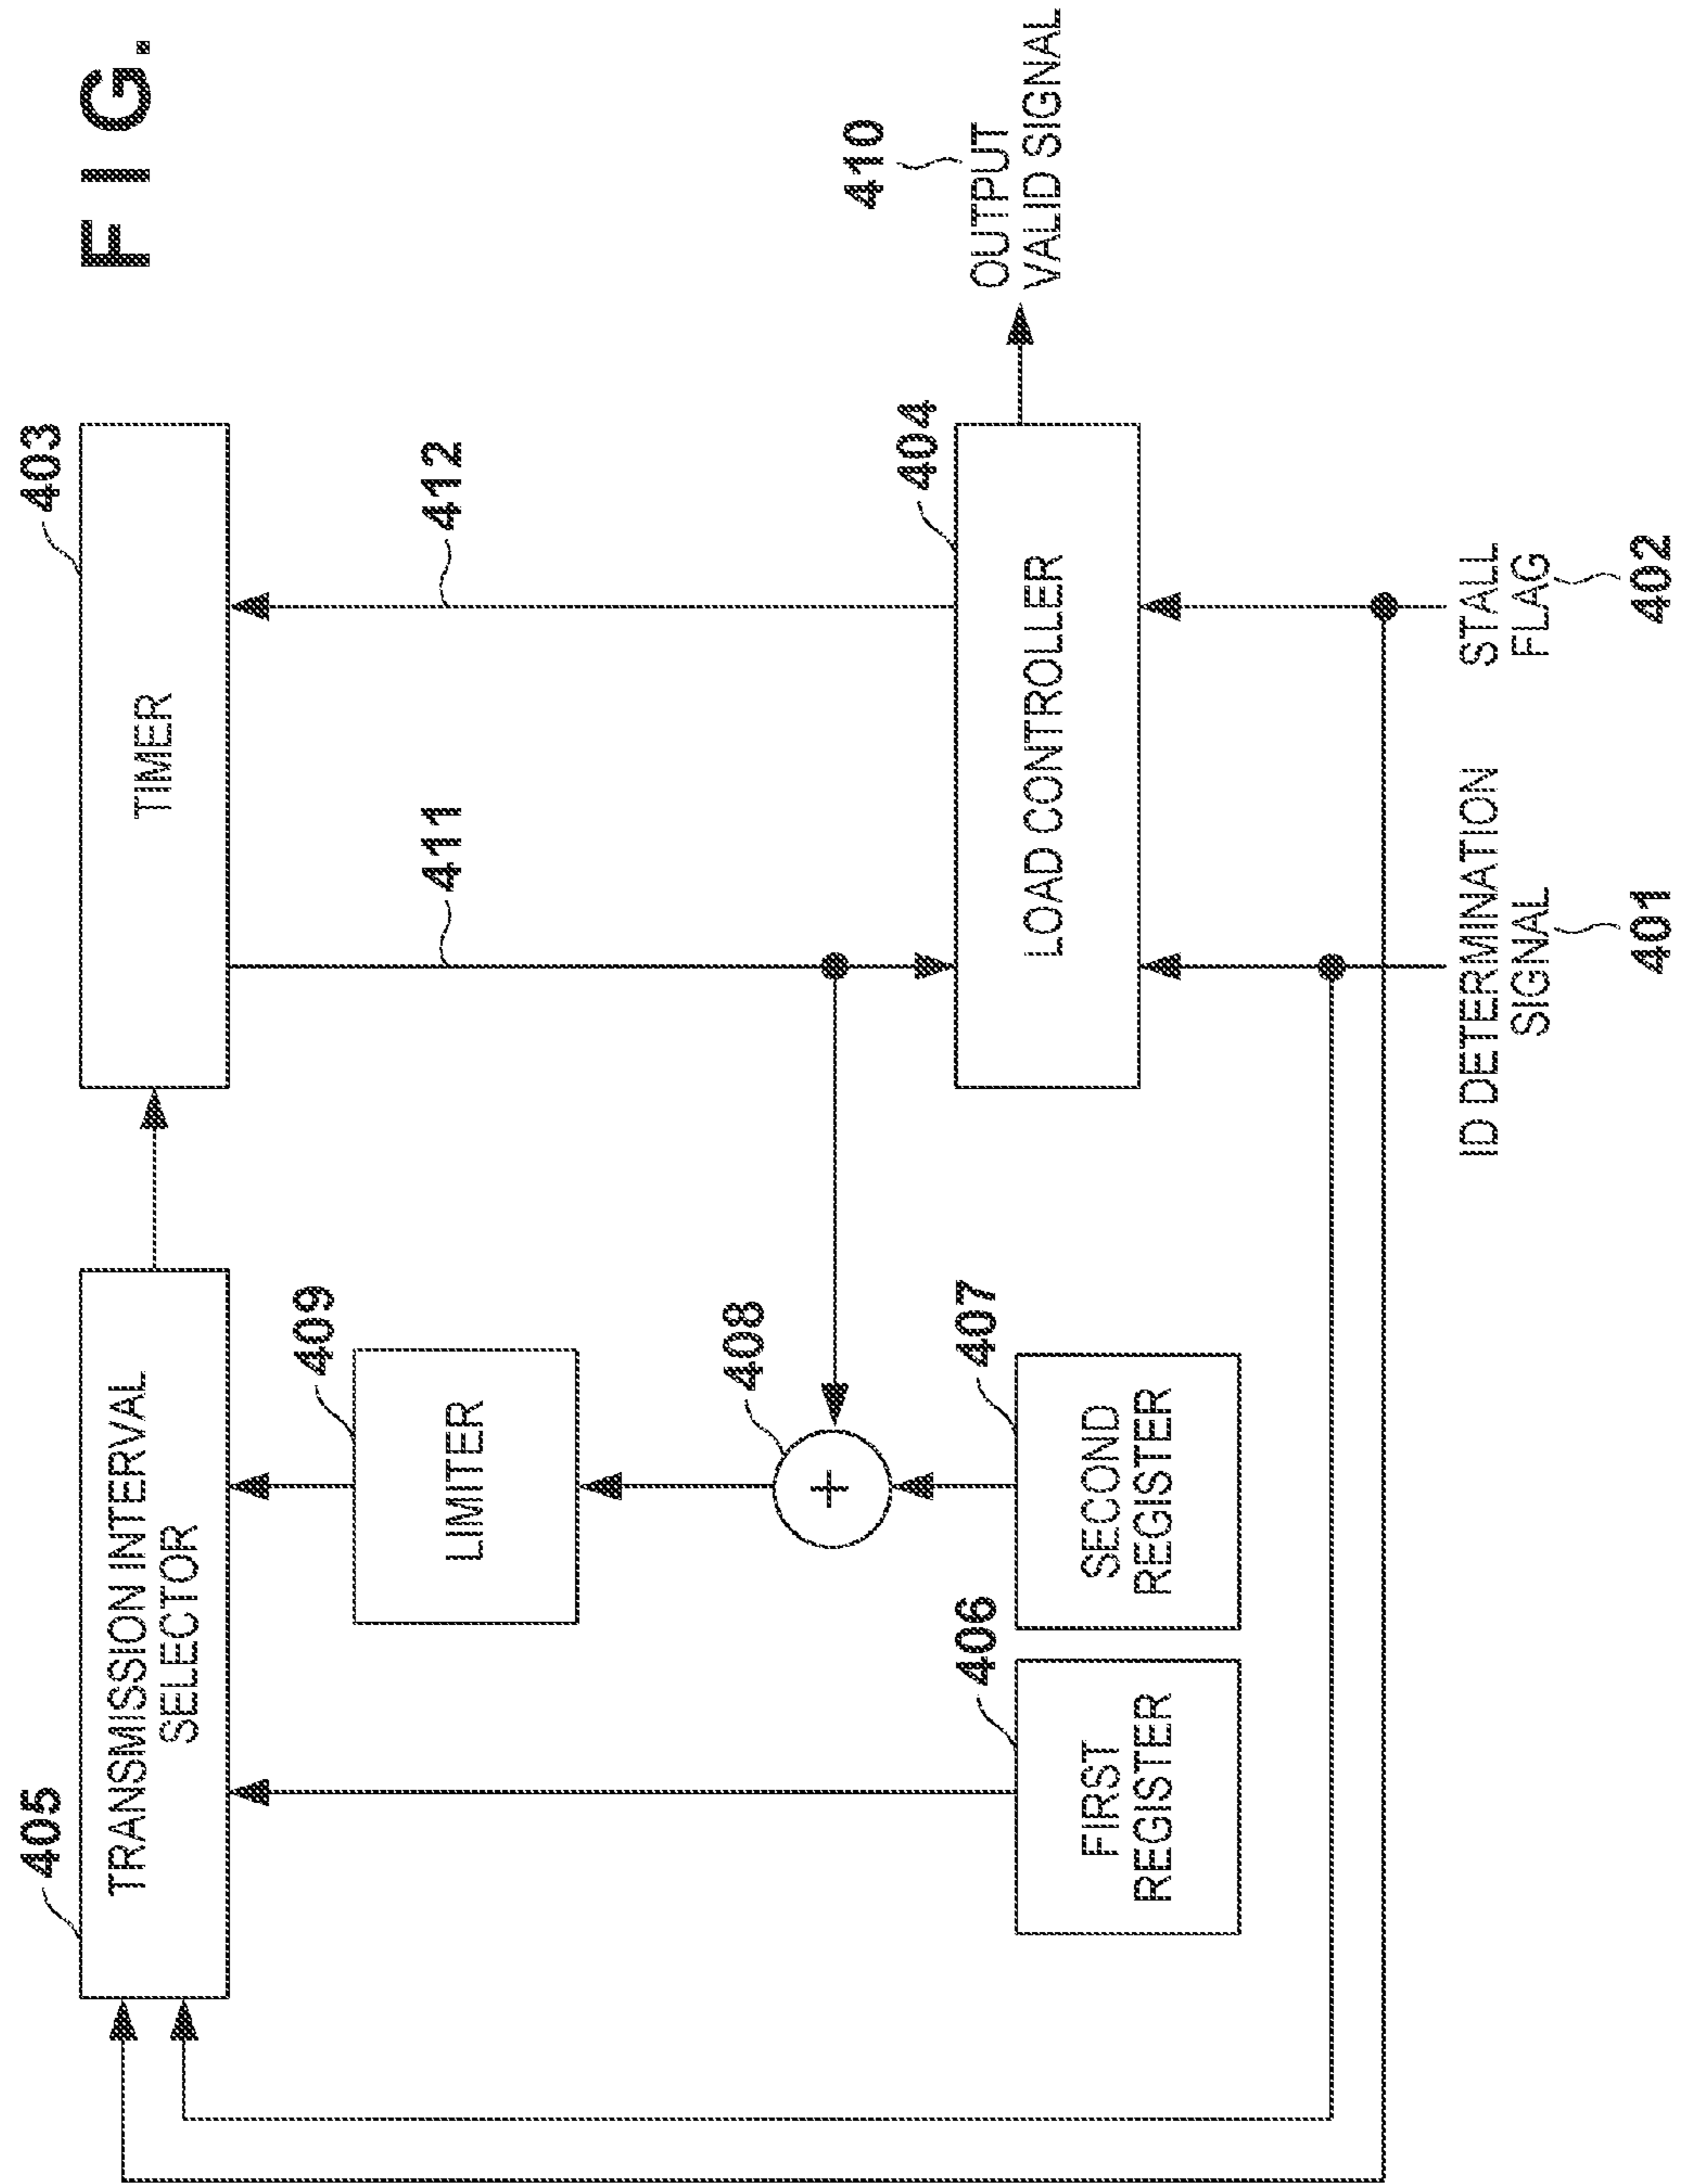 FIG.
405
TRANSMISSION INTERVAL
SELECTOR
403
TIMER
409
LIMITER
411
412
408
+
406
FIRST
REGISTER
407
SECOND
REGISTER
404
LOAD CONTROLLER
410
OUTPUT
VALID SIGNAL
ID DETERMINATION
SIGNAL
401
STALL
FLAG
402